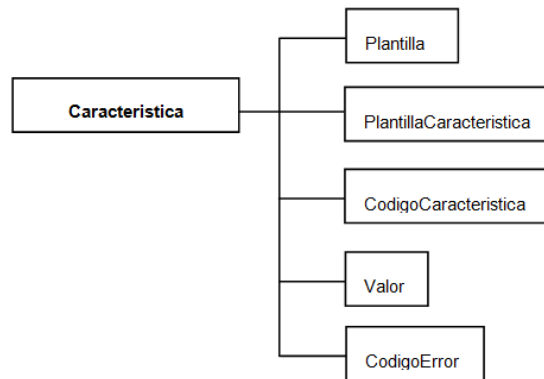 Plantilla
Caracteristica
PlantillaCaracteristica
CodigoCaracteristica
Valor
CodigoError